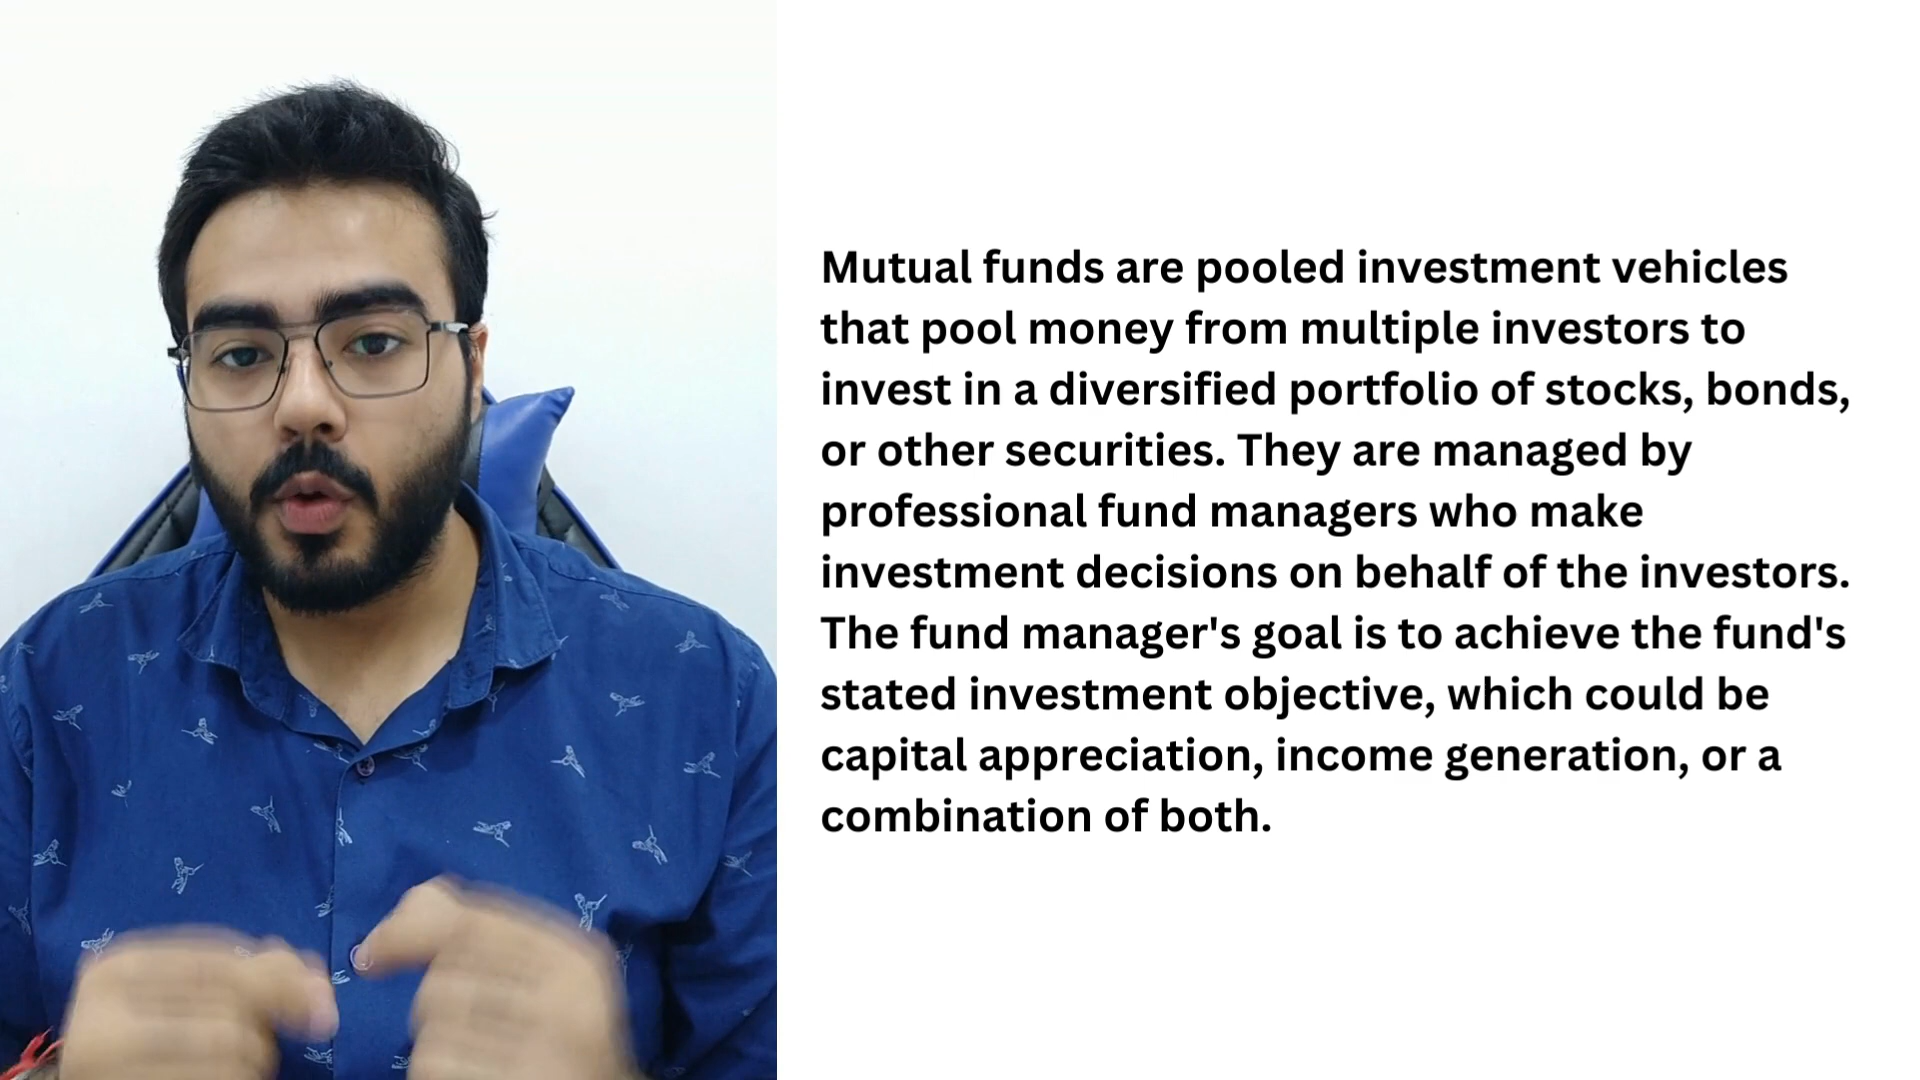 Mutual funds are pooled investment vehicles
that pool money from multiple investors to
invest in a diversified portfolio of stocks, bonds,
or other securities. They are managed by
professional fund managers who make
investment decisions on behalf of the investors.
The fund manager's goal is to achieve the fund's
stated investment objective, which could be
capital appreciation, income generation, or a
combination of both.